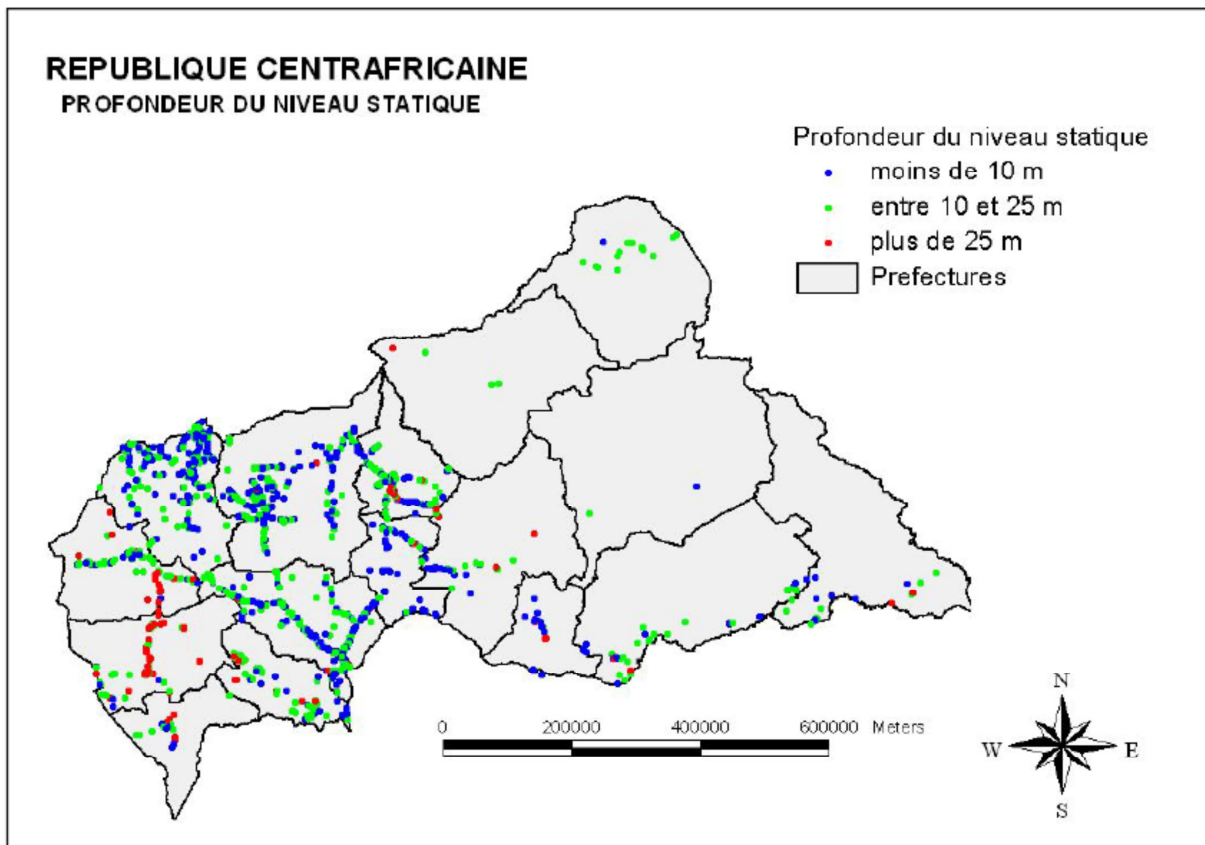 REPUBLIQUE CENTRAFRICAINE
PROFONDEUR DU NIVEAU STATIQUE
Profondeur du niveau statique
moins de 10 m
entre 10 et 25 m
plus de 25 m
Prefectures
0 200000 400000 600000 Meters
N
W E
S